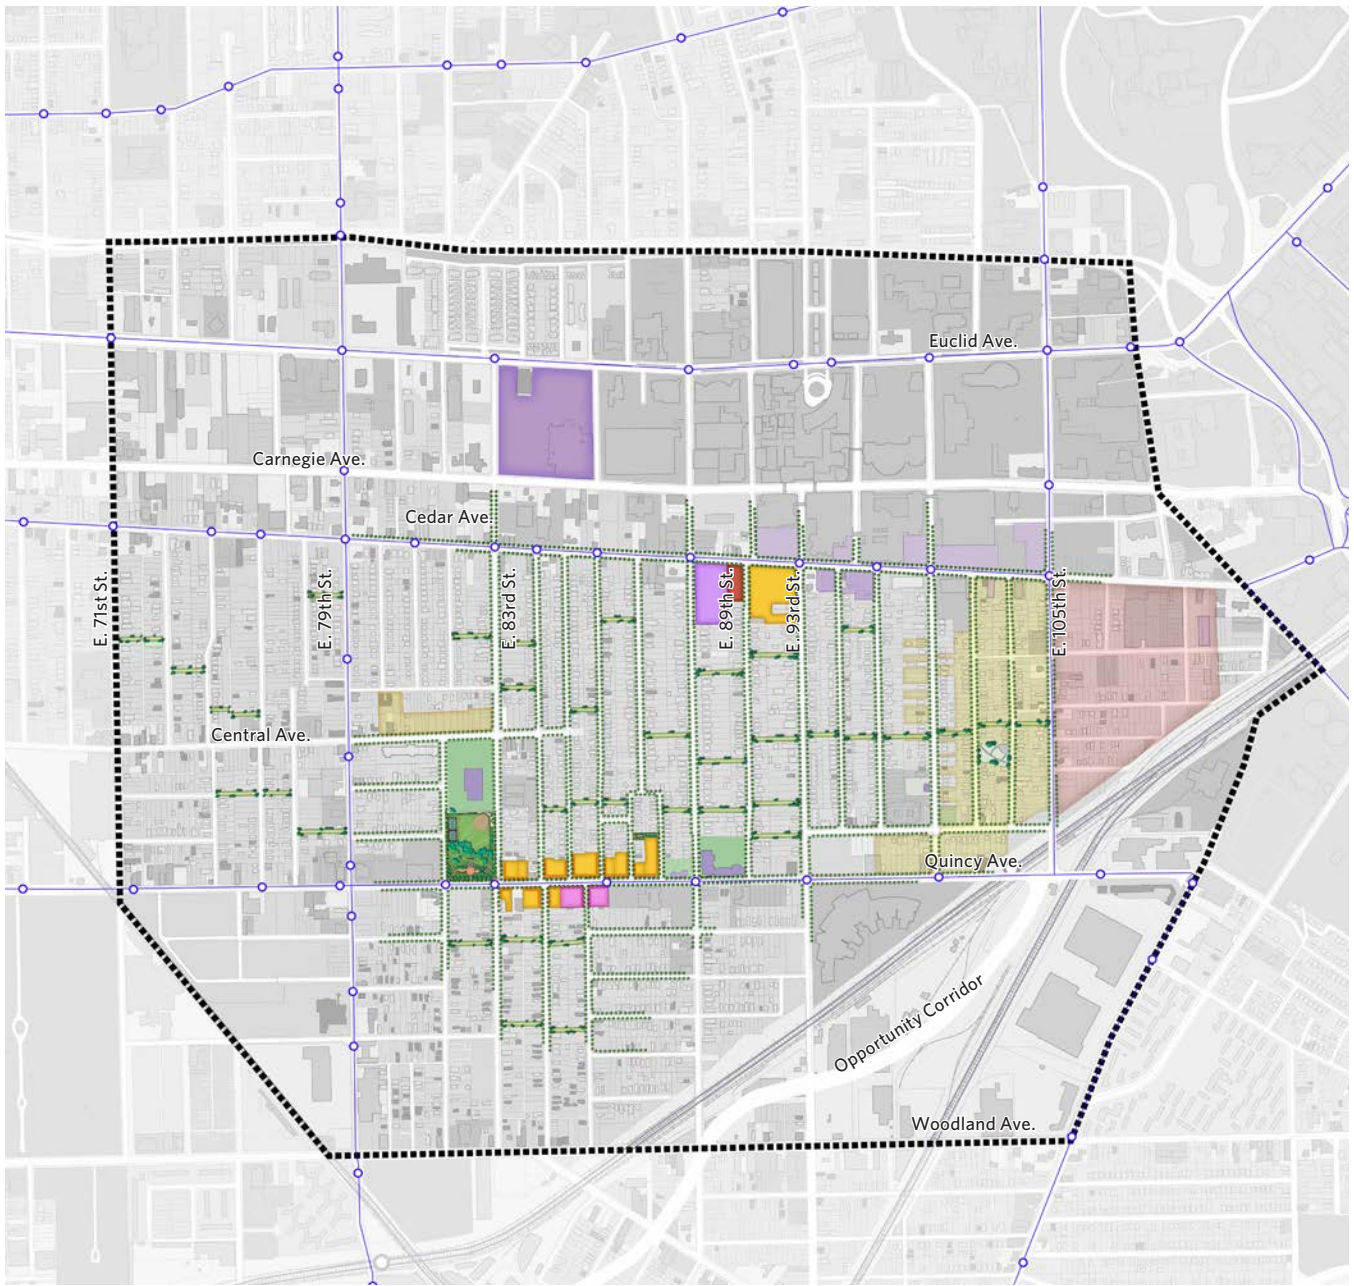 Euclid Ave.
Carnegie Ave.
Cedar Ave.
E. 71st St.
E. 79th St.
E. 83rd St.
E. 89th St.
E. 93rd St.
E. 105th St.
Central Ave.
Quincy Ave.
Opportunity Corridor
Woodland Ave.